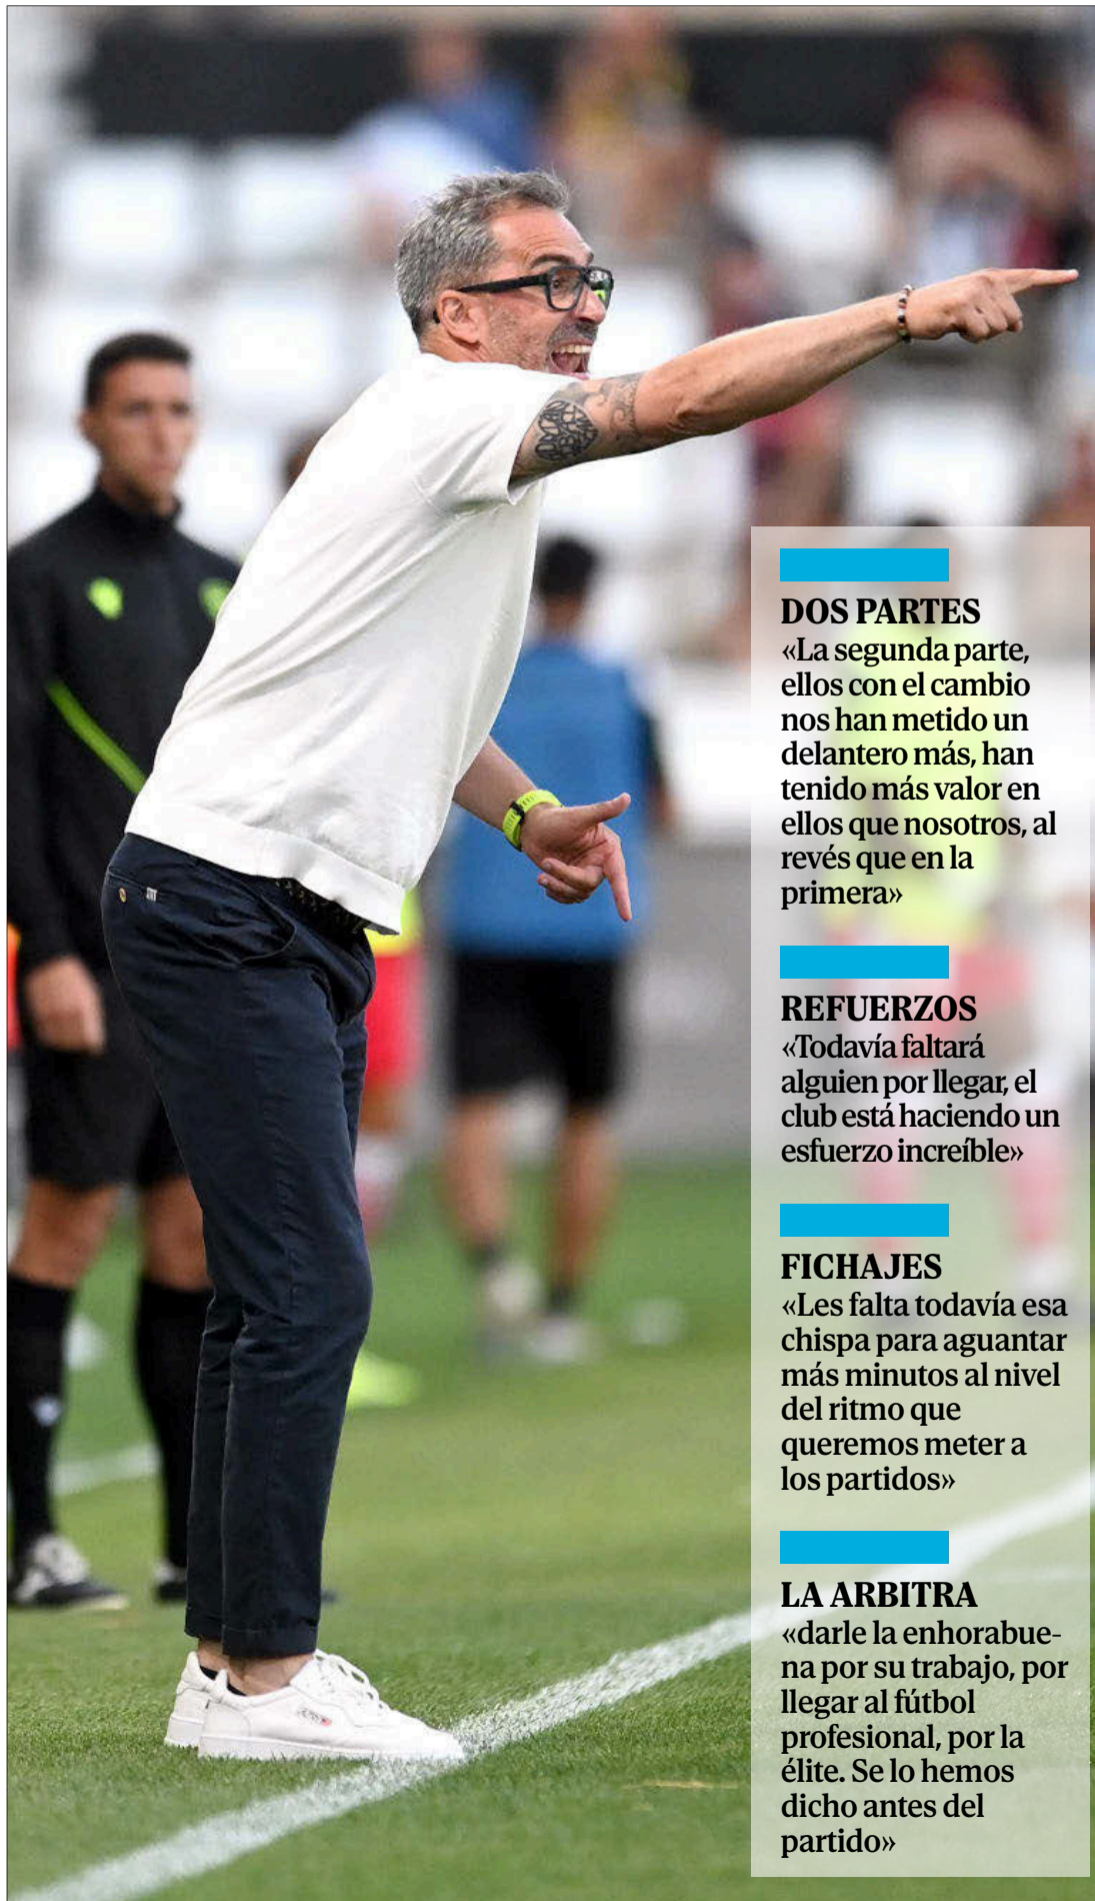 DOS PARTES
«La segunda parte,
ellos con el cambio
nos han metido un
delantero más, han
tenido más valor en
ellos que nosotros, al
revés que en la
primera»
REFUERZOS
«Todavía faltará
alguien por llegar, el
club está haciendo un
esfuerzo increíble»
FICHAJES
«Les falta todavía esa
chispa para aguantar
más minutos al nivel
del ritmo que
queremos meter a
los partidos»
LA ARBITRA
«darle la enhorabue-
na por su trabajo, por
llegar al fútbol
profesional, por la
élite. Se lo hemos
dicho antes del
partido»